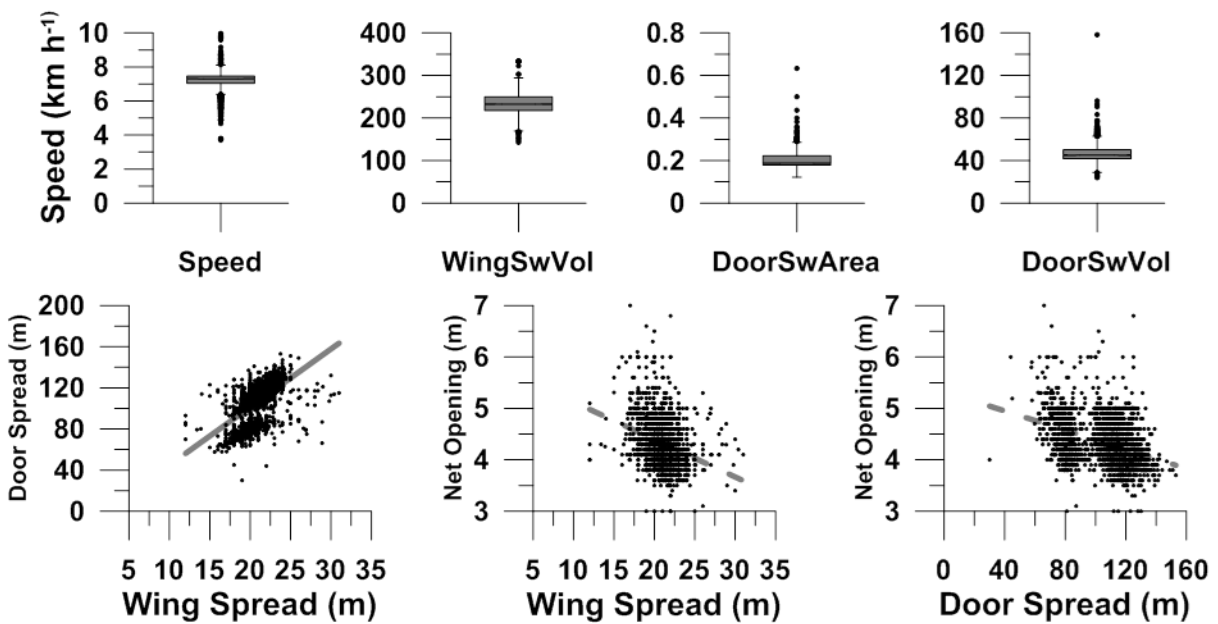 Speed (km h-1)
10
8
6
4
2
0
Speed
400
300
200
100
0
WingSwVol
0.8
0.6
0.4
0.2
0
DoorSwArea
160
120
80
40
0
DoorSwVol
Door Spread (m)
200
160
120
80
40
0
5 10 15 20 25 30 35
Wing Spread (m)
Net Opening (m)
7
6
5
4
3
5 10 15 20 25 30 35
Wing Spread (m)
Net Opening (m)
7
6
5
4
3
0 40 80 120 160
Door Spread (m)